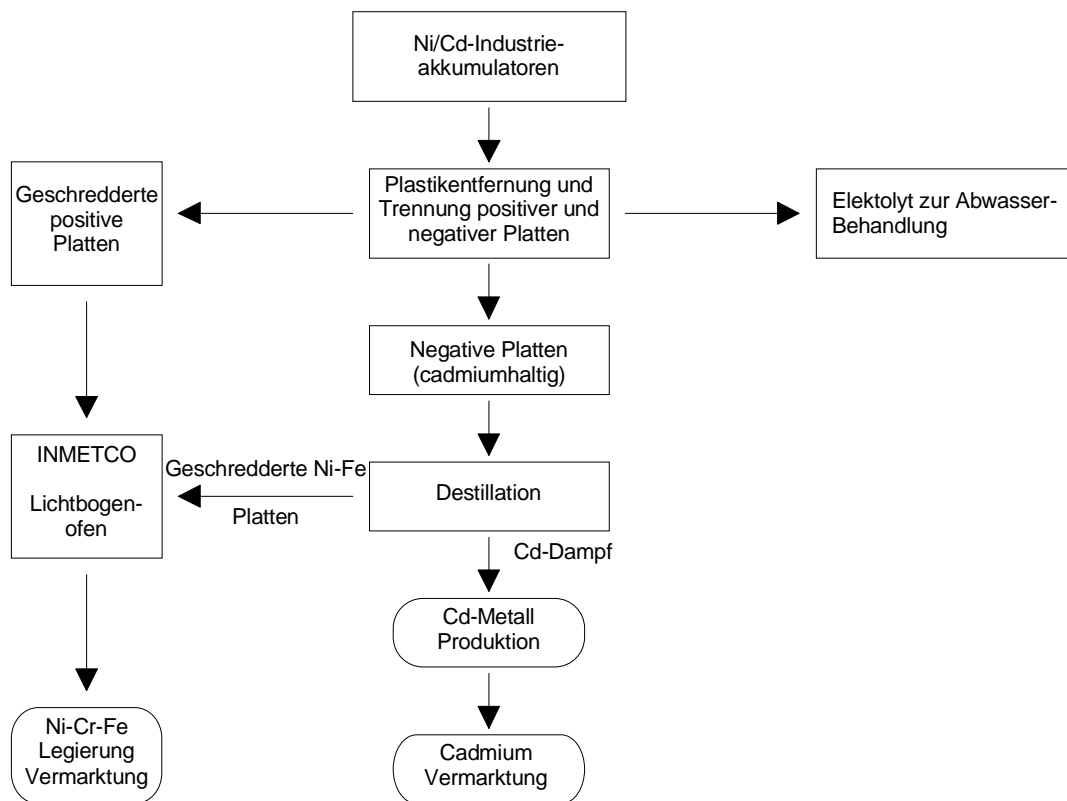 Ni/Cd-Industrie-
akkumulatoren
Geschredderte
positive
Platten
Plastikentfernung und
Trennung positiver und
negativer Platten
Elektolyt zur Abwasser-
Behandlung
Negative Platten
(cadmiumhaltig)
INMETCO
Lichtbogen-
ofen
Geschredderte Ni-Fe
Platten
Destillation
Cd-Dampf
Cd-Metall
Produktion
Ni-Cr-Fe
Legierung
Vermarktung
Cadmium
Vermarktung